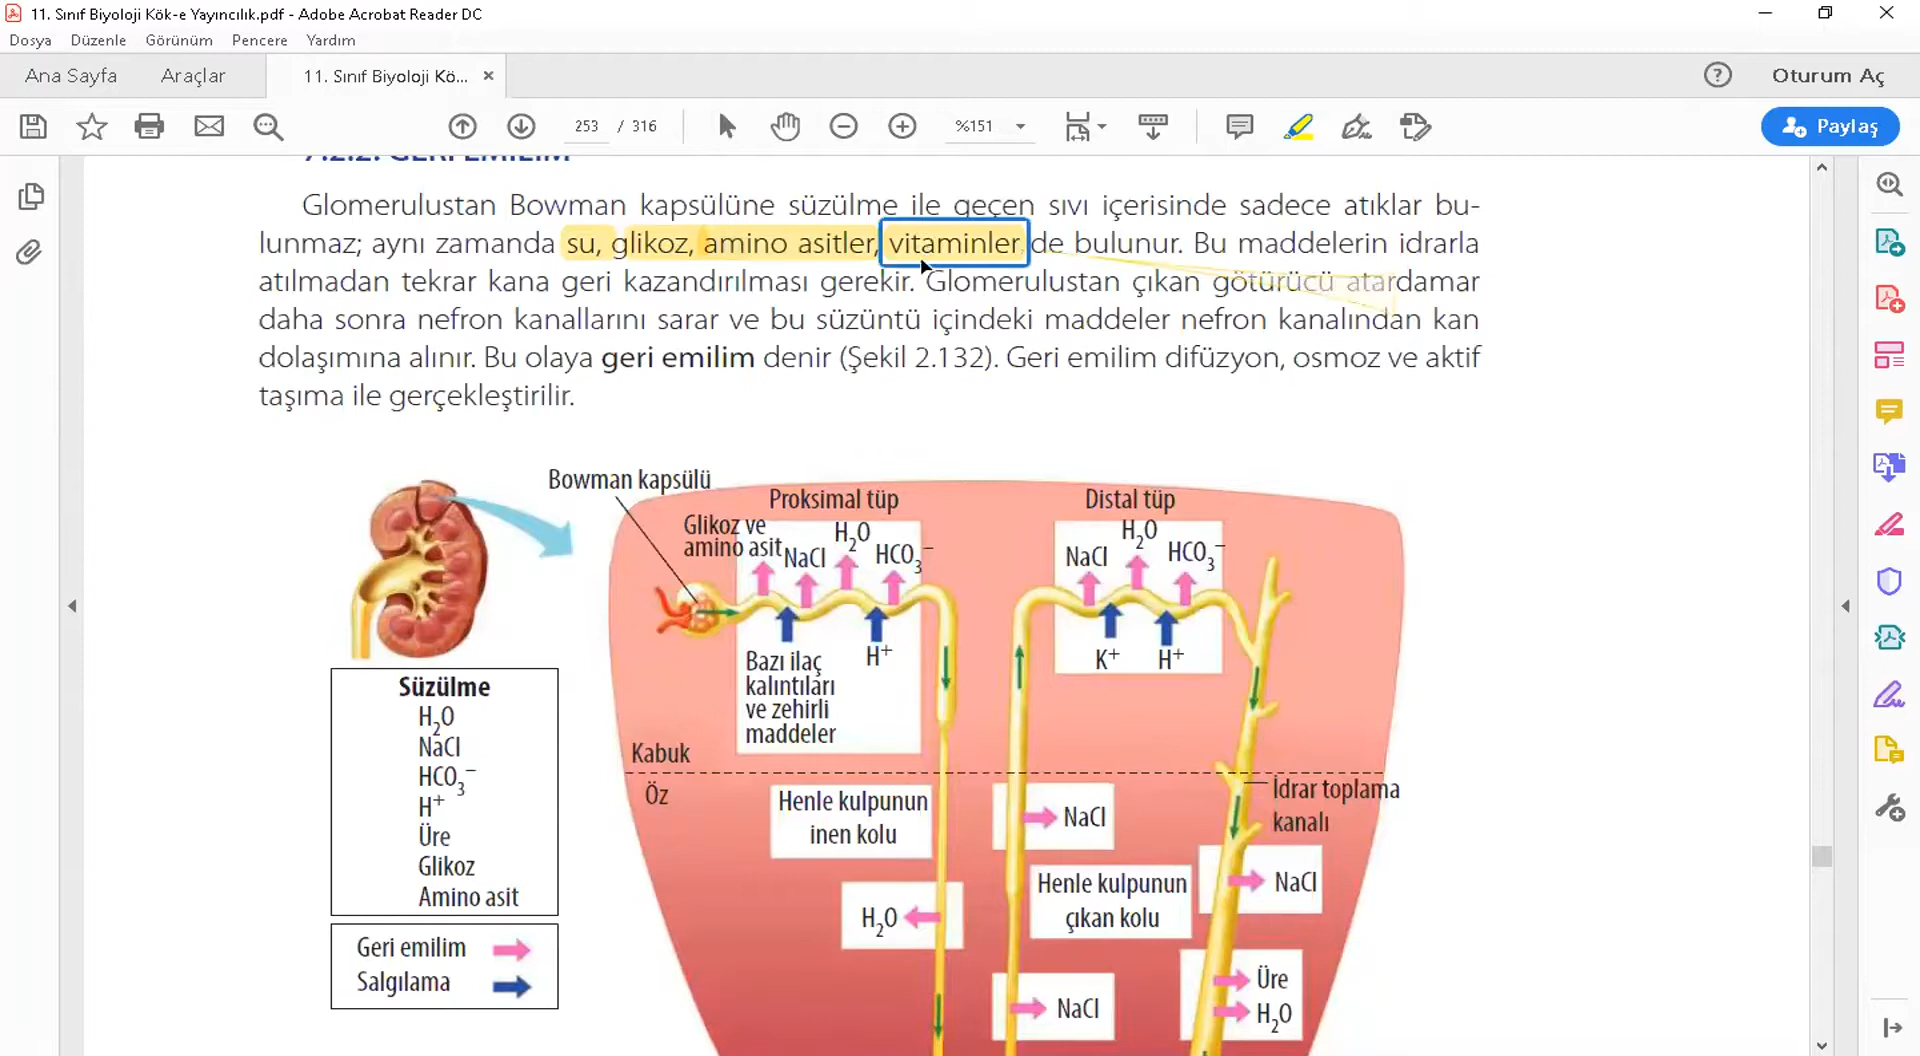 11. Sınıf Biyoloji Kök-e Yayıncılık.pdf - Adobe Acrobat Reader DC
Dosya Düzenle Görünüm Pencere Yardım
Ana Sayfa Araçlar 11. Sınıf Biyoloji Kö... Oturum Aç
253 / 316 %151 Paylaş
7.2.2. GERİ EMİLİM
Glomerulustan Bowman kapsülüne süzülme ile geçen sıvı içerisinde sadece atıklar bu-
lunmaz; aynı zamanda su, glikoz, amino asitler, vitaminler de bulunur. Bu maddelerin idrarla
atılmadan tekrar kana geri kazandırılması gerekir. Glomerulustan çıkan götürücü atardamar
daha sonra nefron kanallarını sarar ve bu süzüntü içindeki maddeler nefron kanalından kan
dolaşımına alınır. Bu olaya geri emilim denir (Şekil 2.132). Geri emilim difüzyon, osmoz ve aktif
taşıma ile gerçekleştirilir.
Bowman kapsülü
Proksimal tüp
Glikoz ve
amino asit
NaCl
H₂O
HCO₃⁻
Bazı ilaç
kalıntıları
ve zehirli
maddeler
H⁺
Distal tüp
NaCl
H₂O
HCO₃⁻
K⁺
H⁺
Kabuk
Öz
Süzülme
H₂O
NaCl
HCO₃⁻
H⁺
Üre
Glikoz
Amino asit
Geri emilim
Salgılama
Henle kulpunun
inen kolu
H₂O
NaCl
Henle kulpunun
çıkan kolu
NaCl
İdrar toplama
kanalı
NaCl
Üre
H₂O